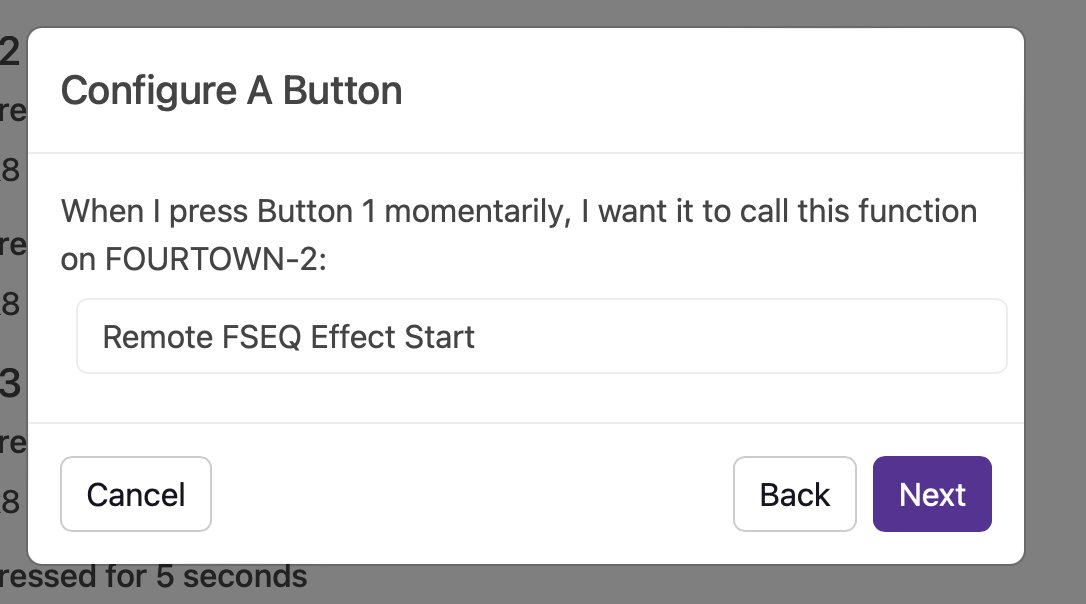 2
Configure A Button
re
8
When I press Button 1 momentarily, I want it to call this function
re
on FOURTOWN-2:
8
Remote FSEQ Effect Start
3
re
8
Cancel
Back
Next
ressed for 5 seconds